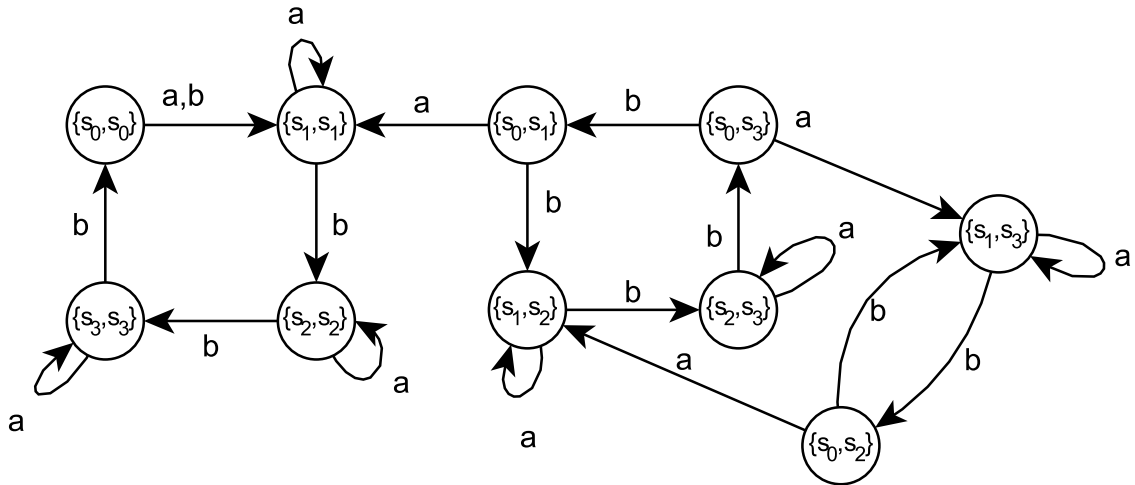 a
a,b
a
b
a
{s₀,s₀}
{s₁,s₁}
{s₀,s₁}
{s₀,s₃}
b
b
b
b
{s₁,s₃}
a
a
{s₃,s₃}
b
{s₂,s₂}
{s₁,s₂}
b
{s₂,s₃}
b
b
a
a
a
a
{s₀,s₂}